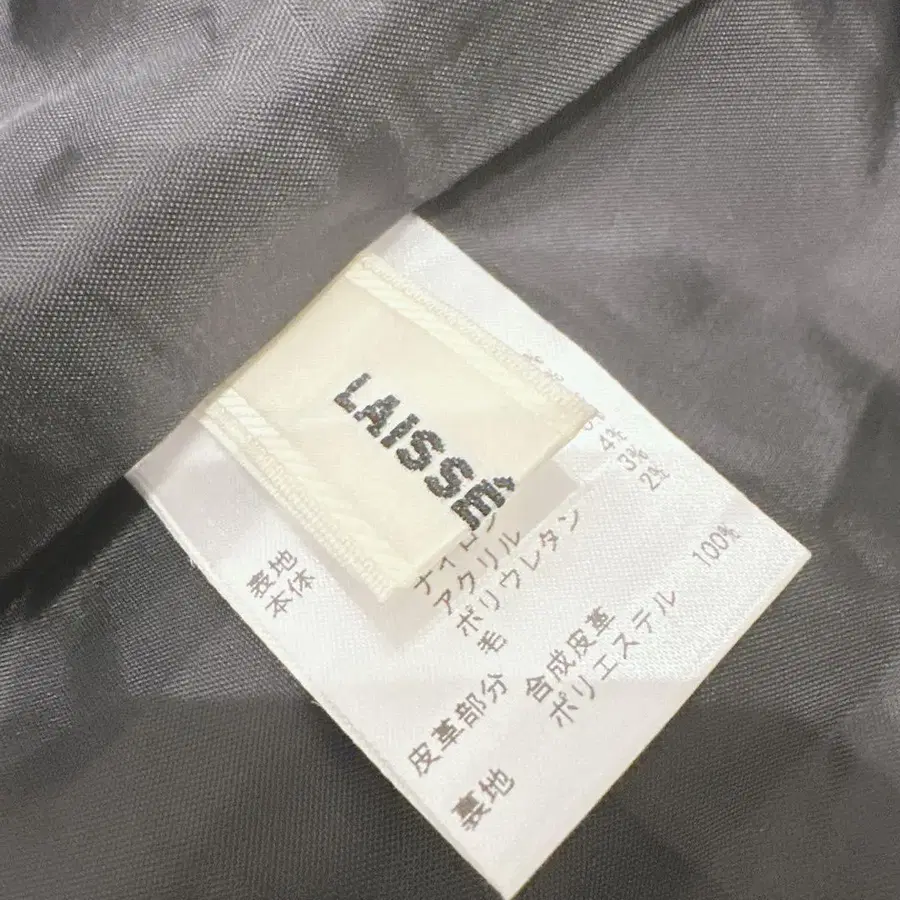 LAISSÉ
表地
本体
ナイロン
アクリル 4%
ポリウレタン 3%
毛 2%
皮革部分 合成皮革
裏地 ポリエステル 100%